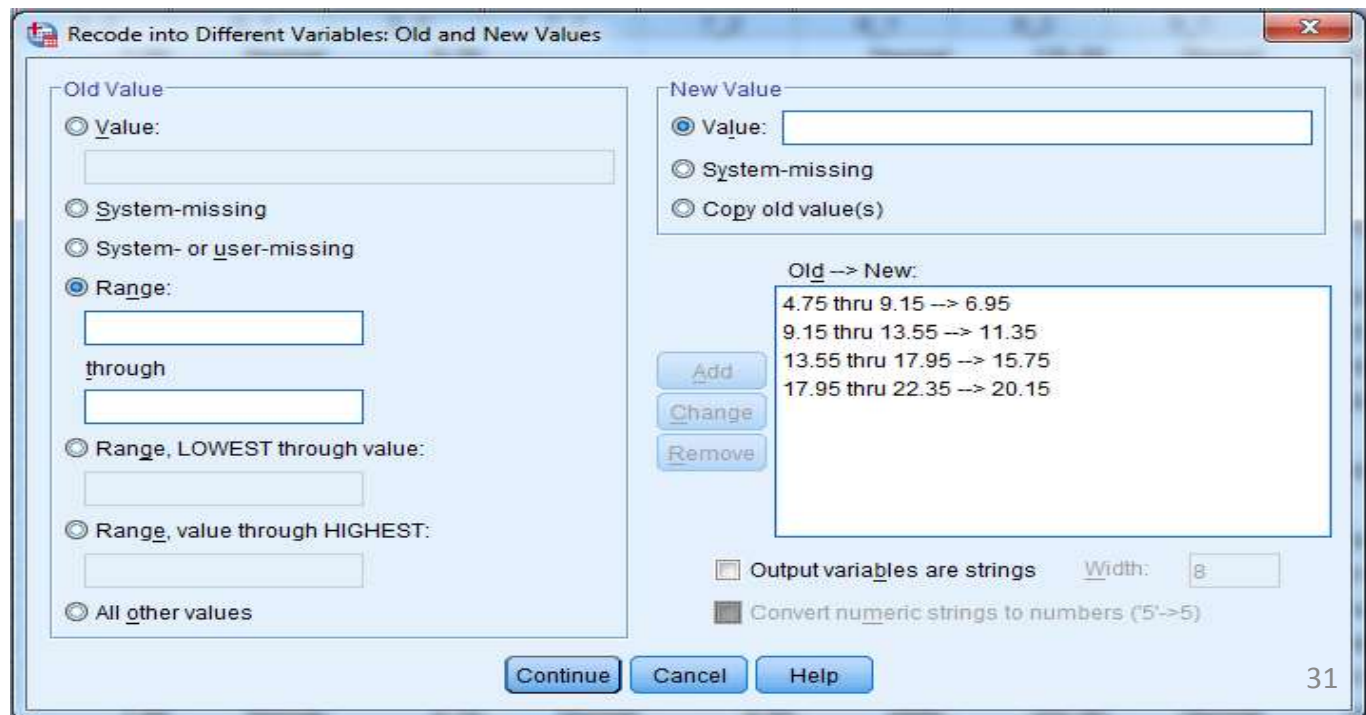 Recode into Different Variables: Old and New Values
Old Value
Value:
System-missing
System- or user-missing
Range:
through
Range, LOWEST through value:
Range, value through HIGHEST:
All other values
New Value
Value:
System-missing
Copy old value(s)
Old --> New:
4.75 thru 9.15 --> 6.95
9.15 thru 13.55 --> 11.35
13.55 thru 17.95 --> 15.75
17.95 thru 22.35 --> 20.15
Add
Change
Remove
Output variables are strings Width: 8
Convert numeric strings to numbers ('5'->5)
Continue Cancel Help
31